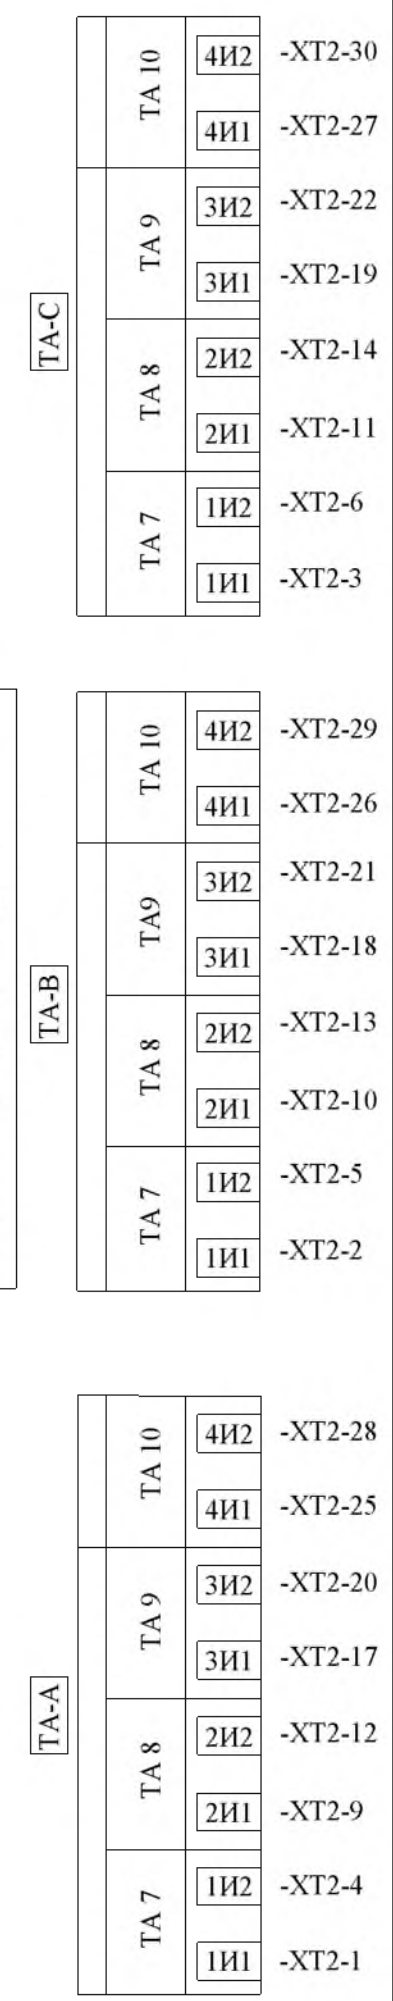 TA-C
TA 10
4И2 -XT2-30
4И1 -XT2-27
TA 9
3И2 -XT2-22
3И1 -XT2-19
TA 8
2И2 -XT2-14
2И1 -XT2-11
TA 7
1И2 -XT2-6
1И1 -XT2-3
TA-B
TA 10
4И2 -XT2-29
4И1 -XT2-26
TA9
3И2 -XT2-21
3И1 -XT2-18
TA 8
2И2 -XT2-13
2И1 -XT2-10
TA 7
1И2 -XT2-5
1И1 -XT2-2
TA-A
TA 10
4И2 -XT2-28
4И1 -XT2-25
TA 9
3И2 -XT2-20
3И1 -XT2-17
TA 8
2И2 -XT2-12
2И1 -XT2-9
TA 7
1И2 -XT2-4
1И1 -XT2-1